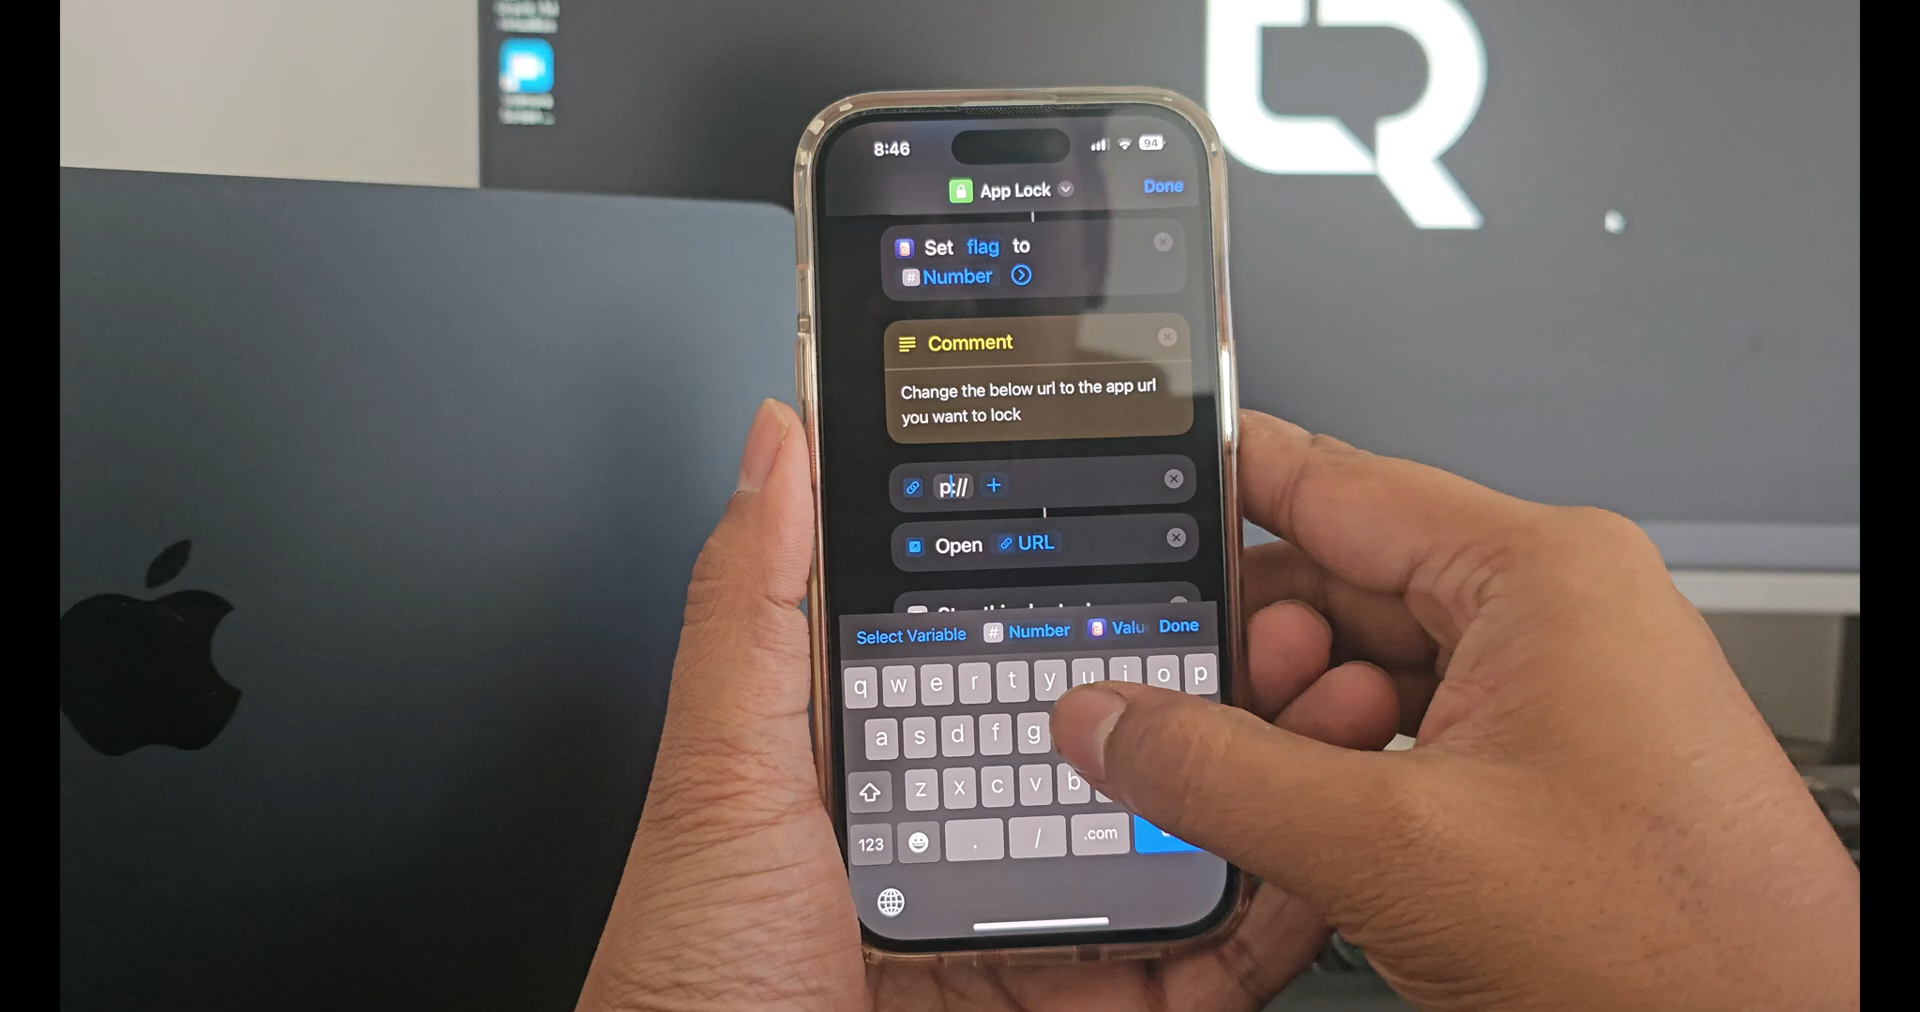 8:46
94
App Lock
Done
Set flag to
# Number
Comment
Change the below url to the app url
you want to lock
p://
+
Open URL
Select Variable
# Number
Valu
Done
q w e r t y u i o p
a s d f g
z x c v b
123
.
/
.com